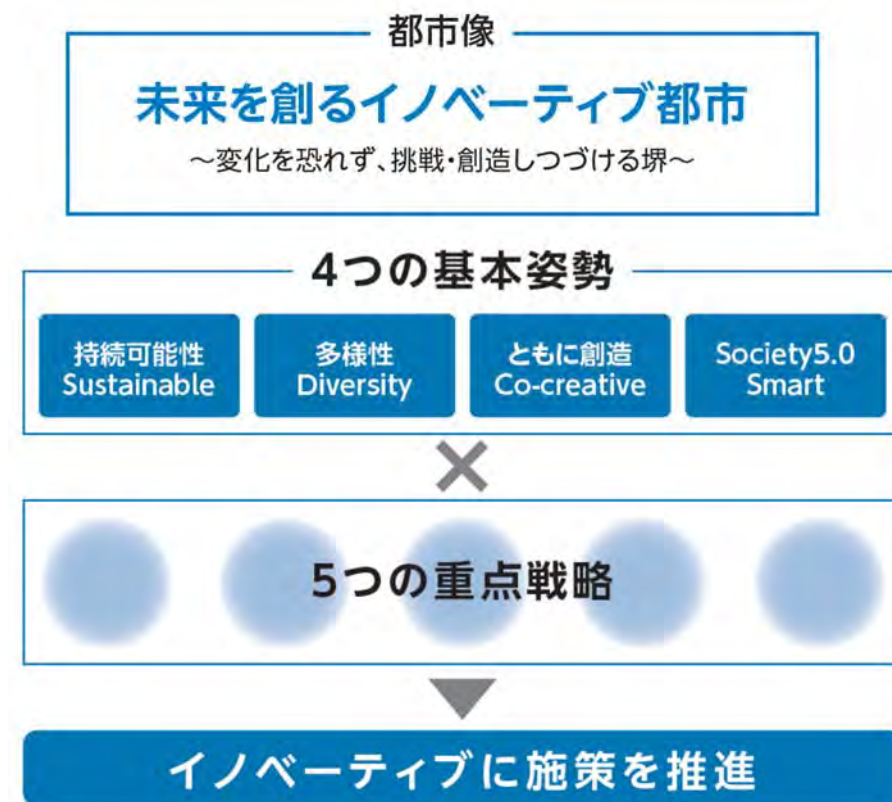 都市像
未来を創るイノベーティブ都市
～変化を恐れず、挑戦・創造しつづける堺～
4つの基本姿勢
持続可能性
Sustainable
多様性
Diversity
ともに創造
Co-creative
Society5.0
Smart
×
5つの重点戦略
イノベーティブに施策を推進